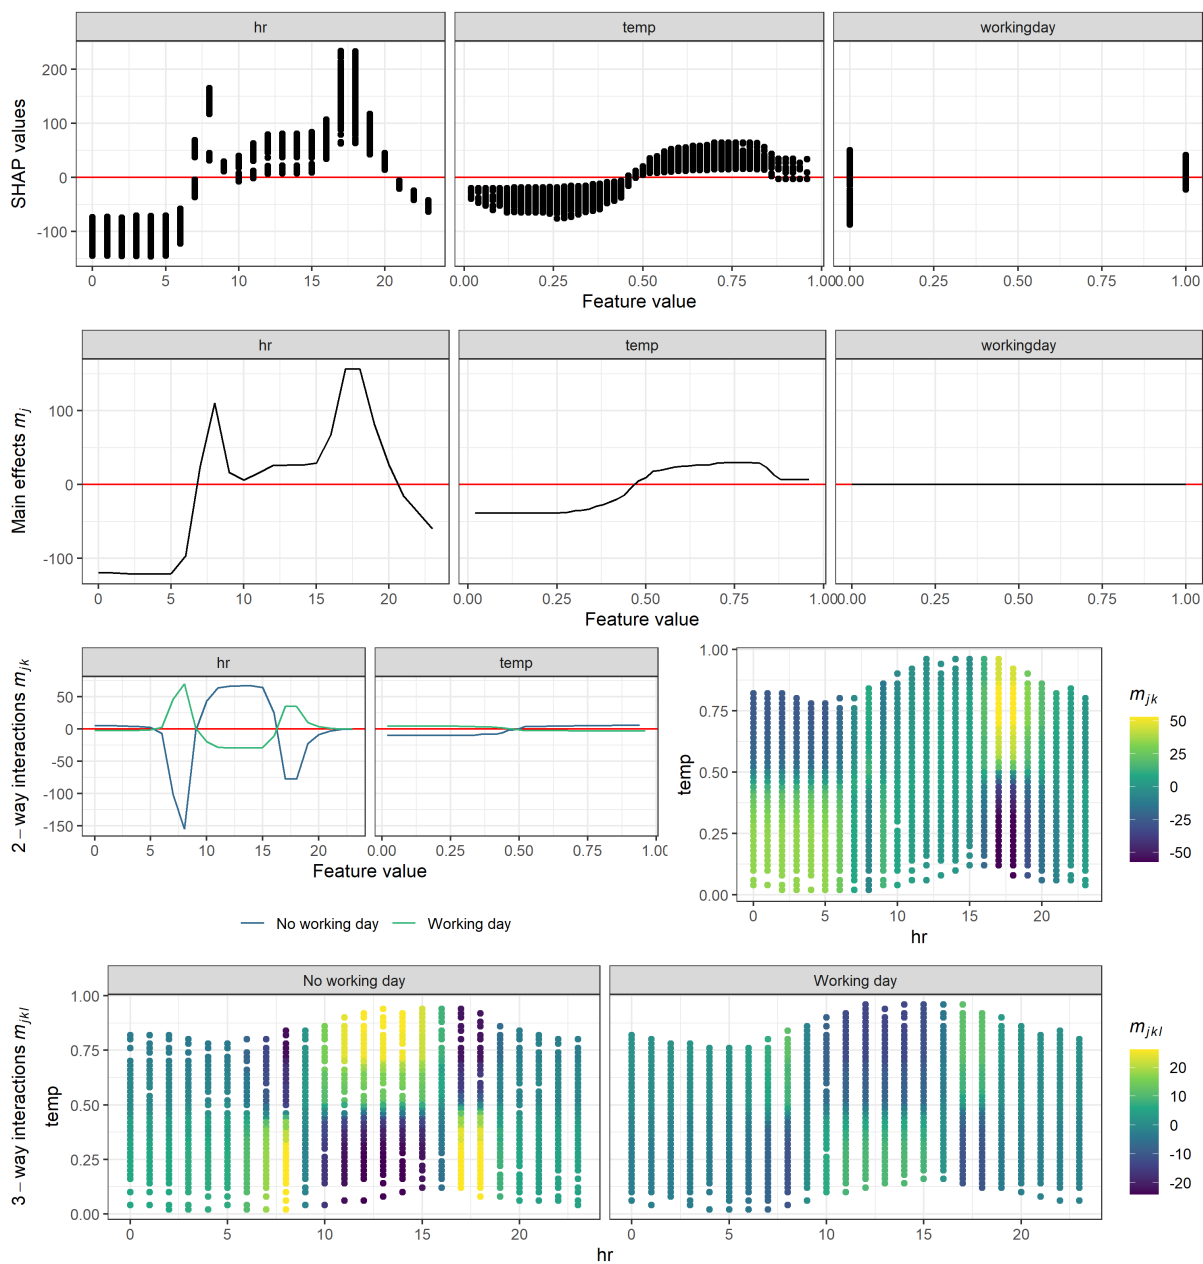 hr temp workingday
SHAP values
200
100
0
-100
0 5 10 15 20 0.00 0.25 0.50 0.75 1.00 0.00 0.25 0.50 0.75 1.00
Feature value
hr temp workingday
Main effects mj
100
0
-100
0 5 10 15 20 0.00 0.25 0.50 0.75 1.00 0.00 0.25 0.50 0.75 1.00
Feature value
hr temp
2−way interactions mjk
50
0
-50
-100
-150
0 5 10 15 20 0.00 0.25 0.50 0.75 1.00
Feature value
No working day Working day
temp
1.00
0.75
0.50
0.25
0.00
0 5 10 15 20
hr
mjk
50
25
0
-25
-50
No working day Working day
3−way interactions mjkl
temp
1.00
0.75
0.50
0.25
0.00
0 5 10 15 20 0 5 10 15 20
hr
mjkl
20
10
0
-10
-20